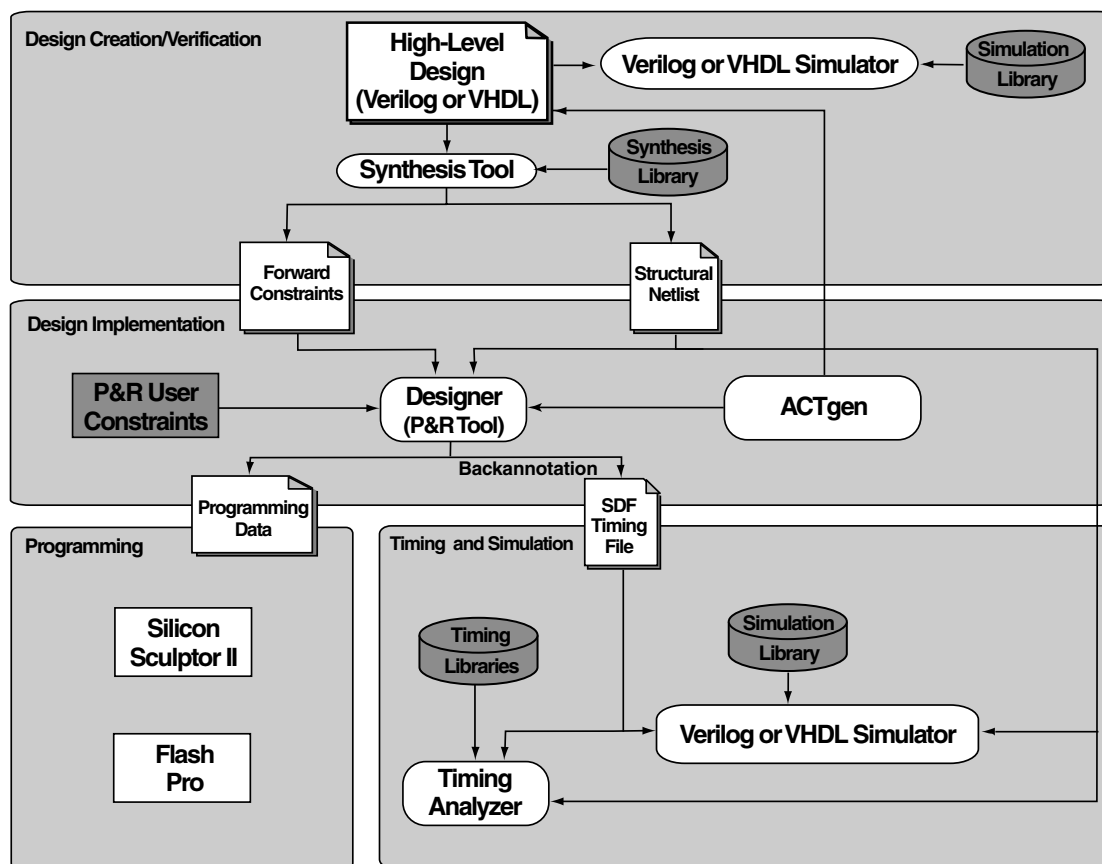 Design Creation/Verification
High-Level
Design
(Verilog or VHDL)
Verilog or VHDL Simulator
Simulation
Library
Synthesis Tool
Synthesis
Library
Forward
Constraints
Structural
Netlist
Design Implementation
P&R User
Constraints
Designer
(P&R Tool)
ACTgen
Backannotation
Programming
Data
SDF
Timing
File
Programming
Silicon
Sculptor II
Flash
Pro
Timing and Simulation
Timing
Libraries
Simulation
Library
Verilog or VHDL Simulator
Timing
Analyzer